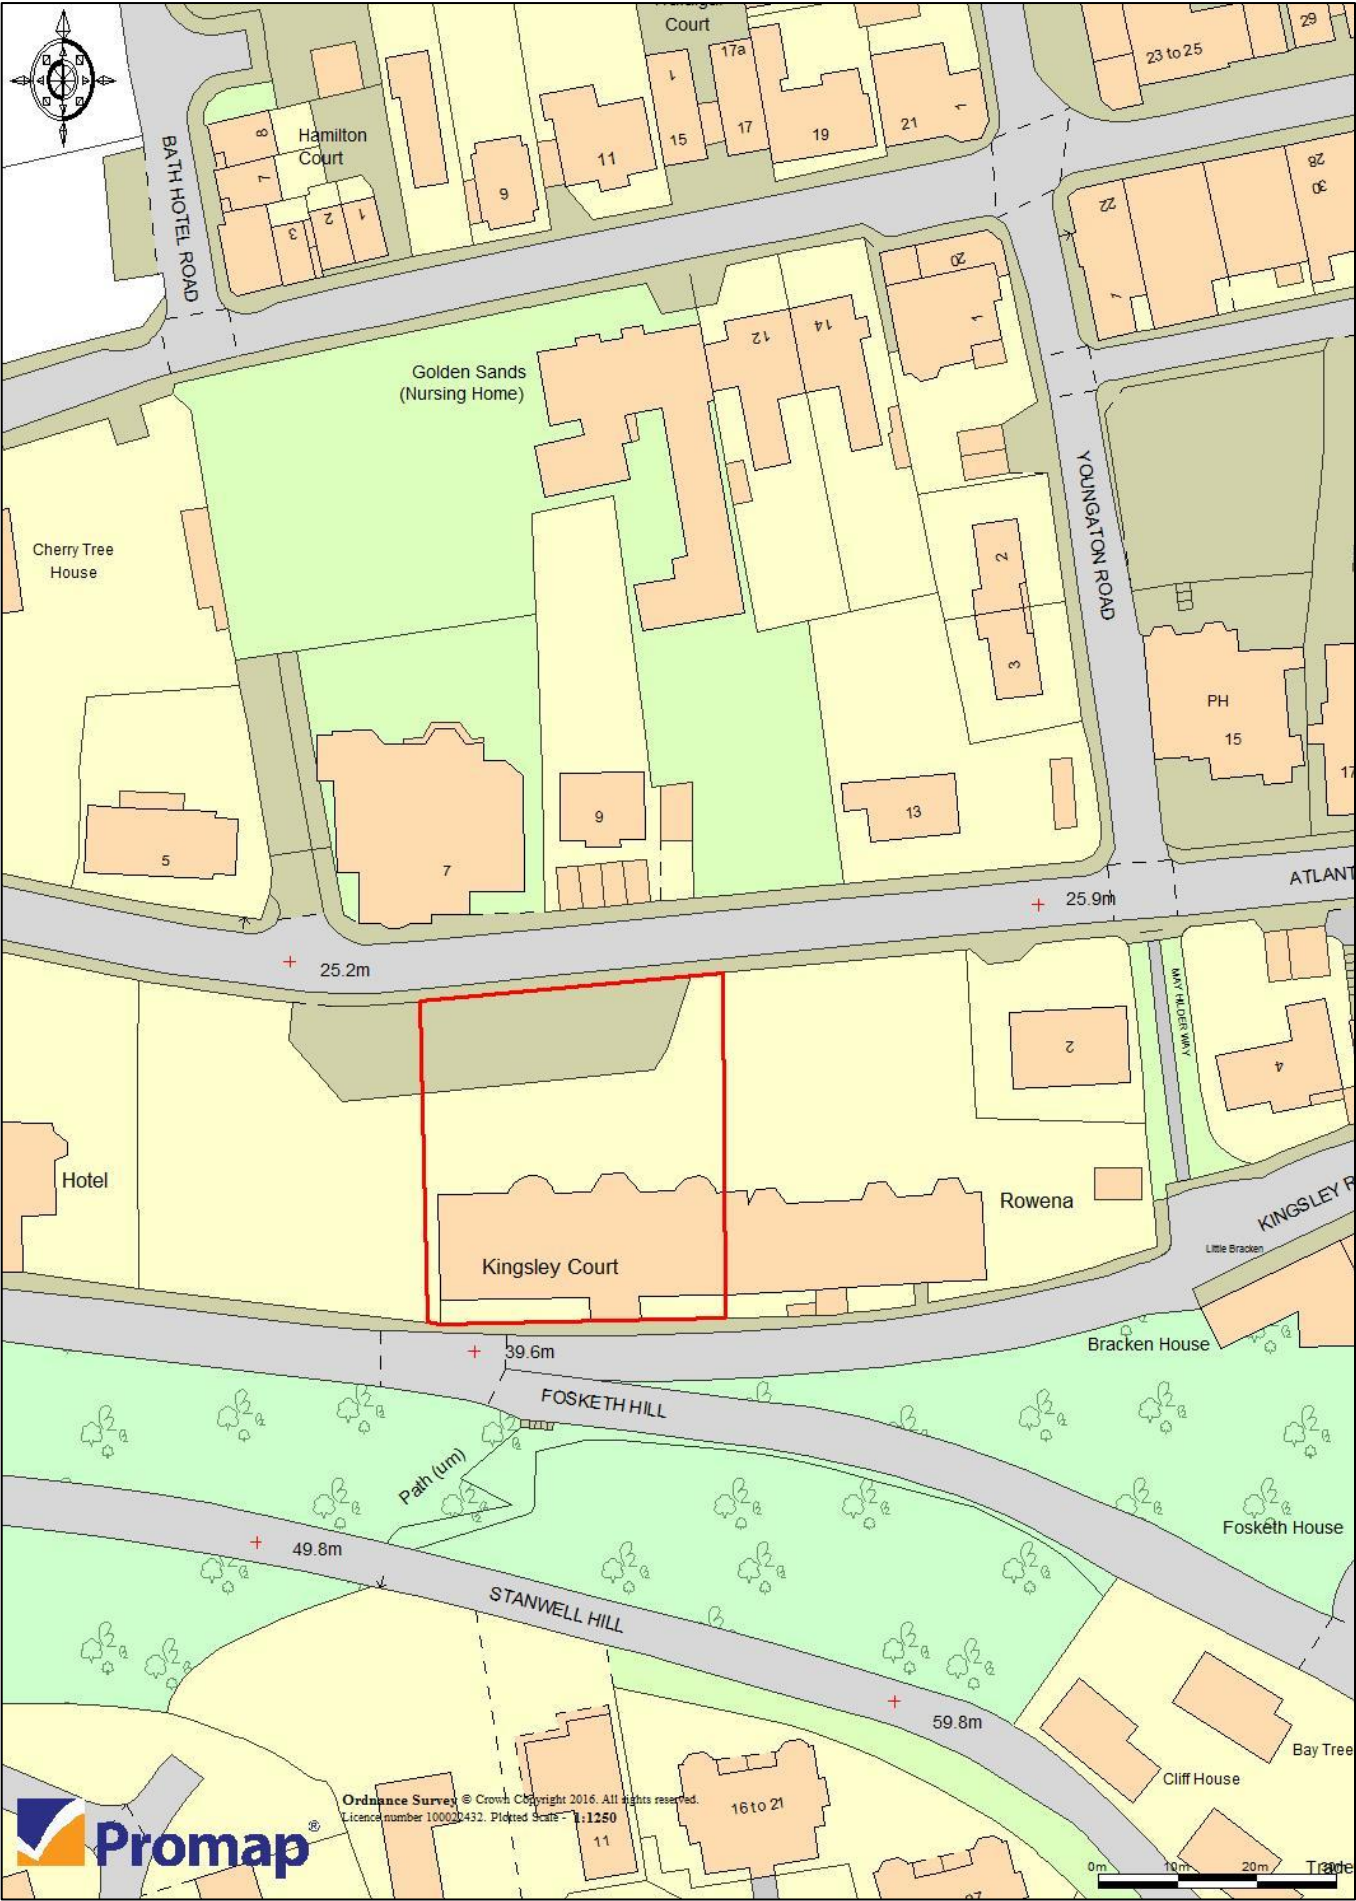 Court
29
17a
23 to 25
1
17
15
19
21
1
8
Hamilton
Court
11
7
9
BATH HOTEL ROAD
3
2
1
28
30
22
7
20
1
12
14
Golden Sands
(Nursing Home)
YOUNGATON ROAD
Cherry Tree
House
2
3
PH
15
17
9
13
5
7
ATLANT
25.9m
25.2m
MAY HILDER WAY
2
4
Hotel
Rowena
KINGSLEY R
Little Bracken
Kingsley Court
Bracken House
39.6m
FOSKETH HILL
Path (um)
Fosketh House
49.8m
STANWELL HILL
59.8m
Bay Tree
Cliff House
16 to 21
11
Ordnance Survey © Crown Copyright 2016. All rights reserved.
Licence number 100022432. Plotted Scale - 1:1250
Promap®
0m 10m 20m 30m